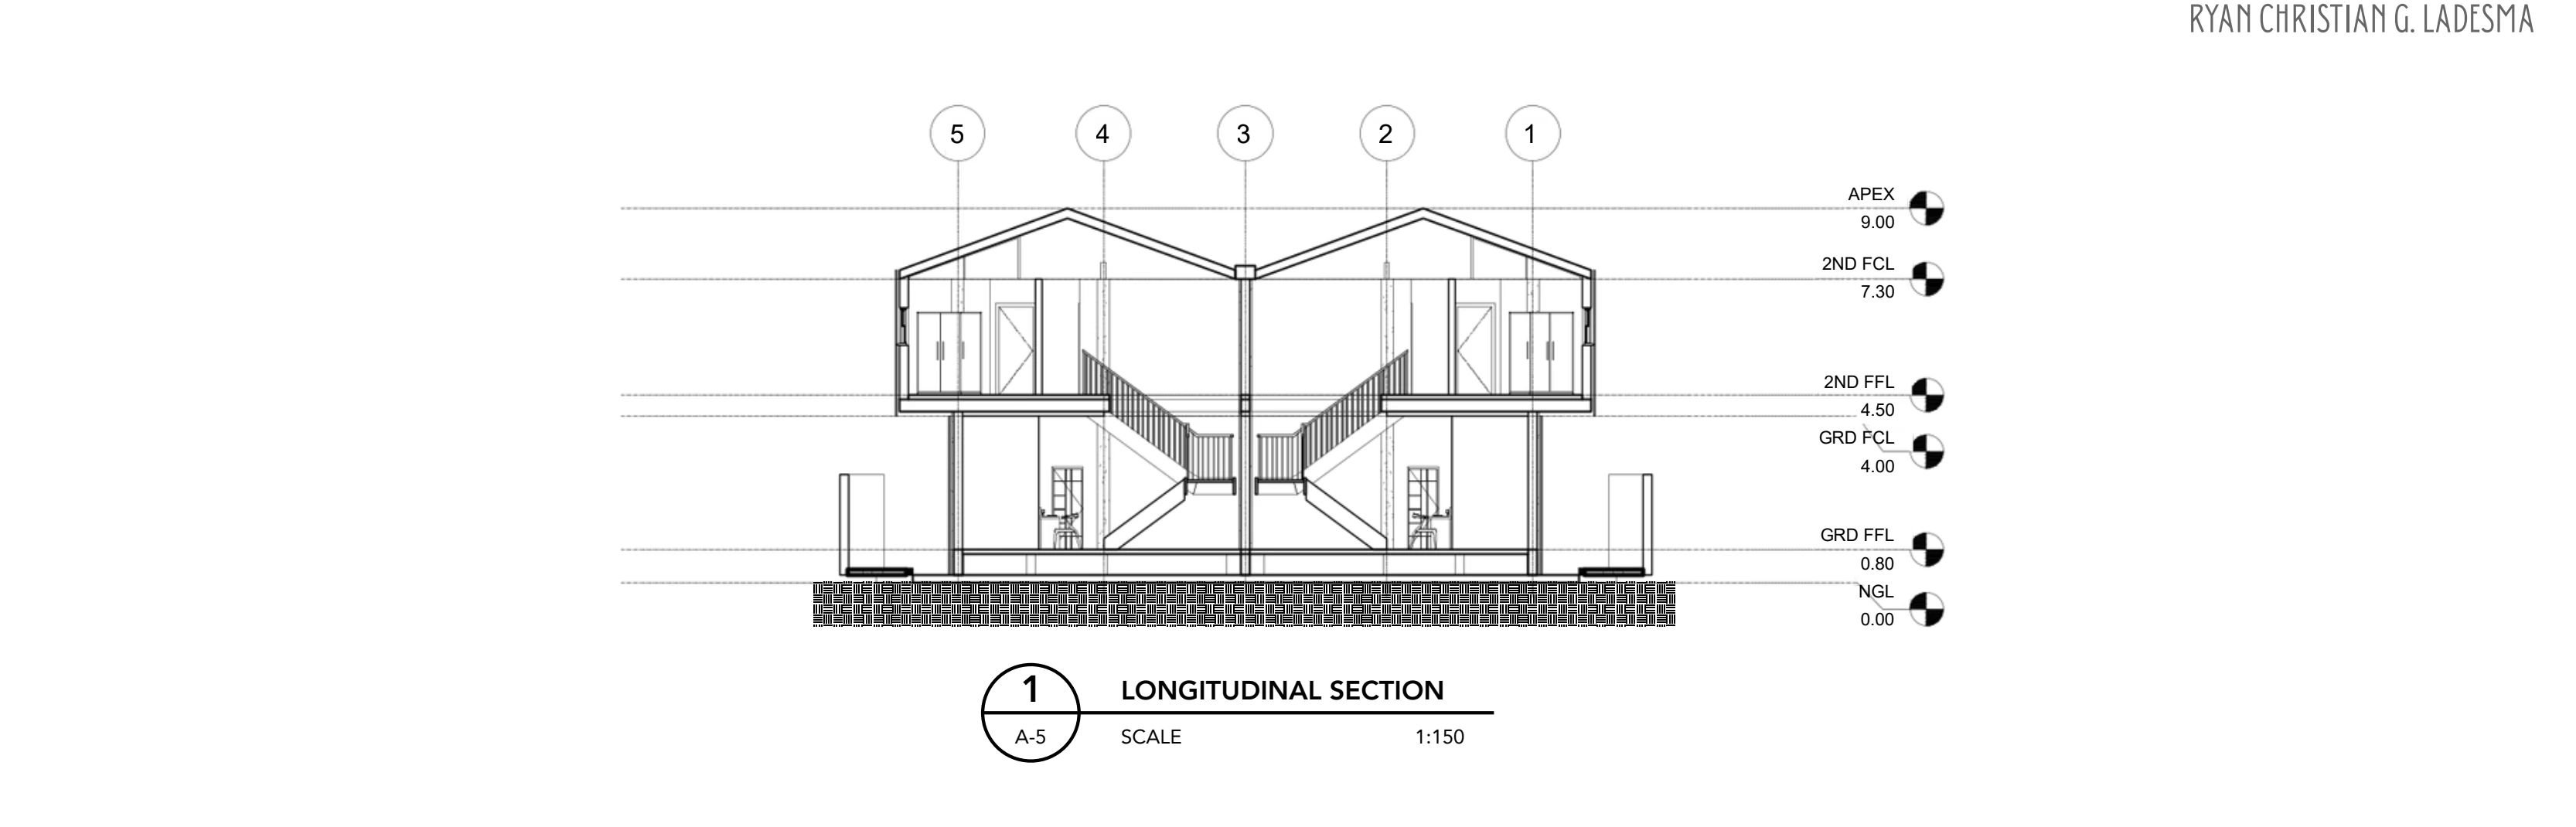 RYAN CHRISTIAN G. LADESMA
5 4 3 2 1
APEX
9.00
2ND FCL
7.30
2ND FFL
4.50
GRD FCL
4.00
GRD FFL
0.80
NGL
0.00
1
LONGITUDINAL SECTION
A-5
SCALE 1:150